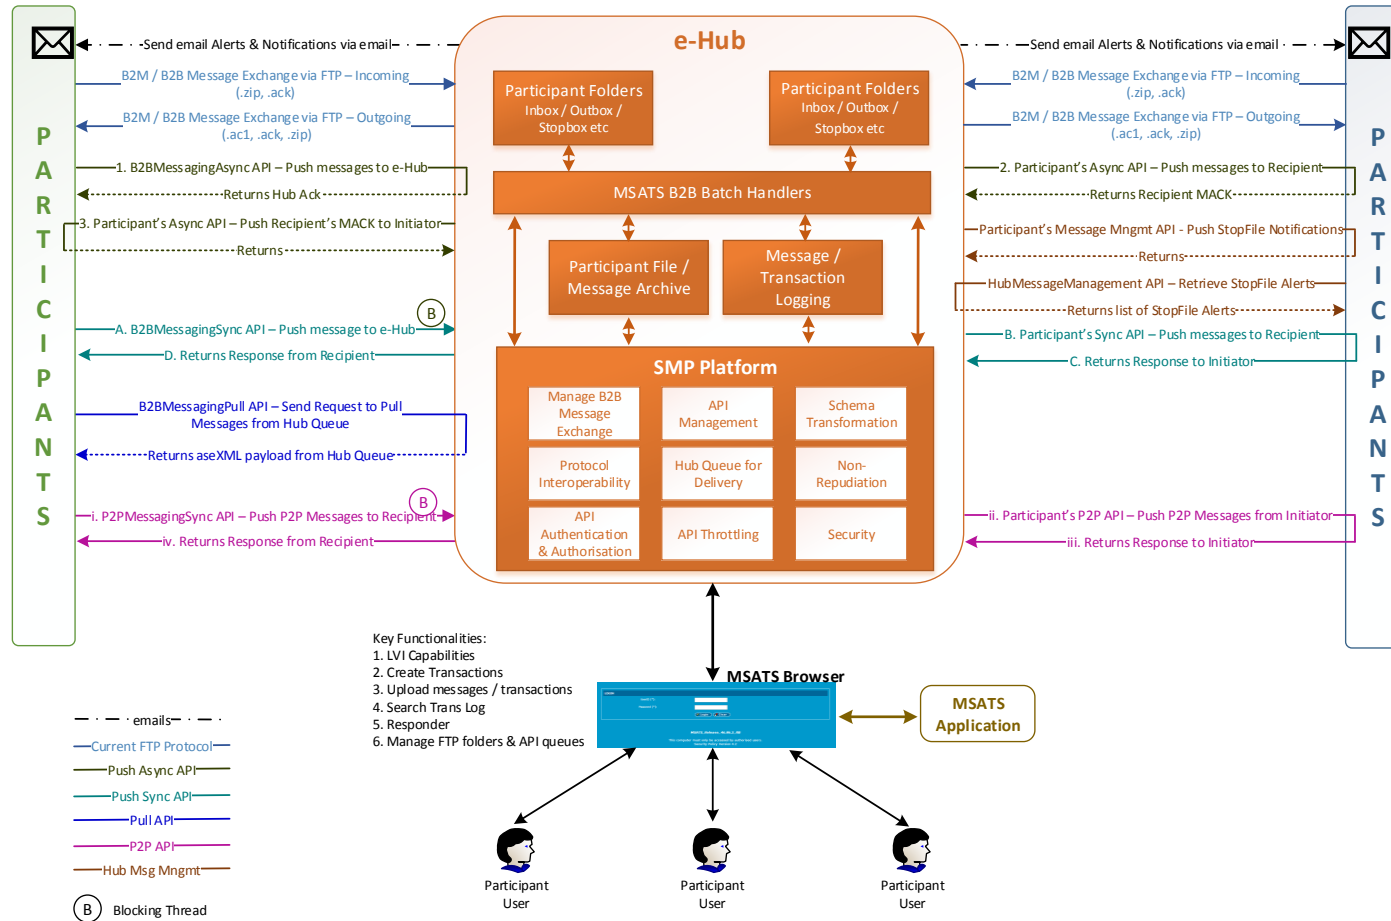 e-Hub
Send email Alerts & Notifications via email
B2M / B2B Message Exchange via FTP – Incoming
(.zip, .ack)
B2M / B2B Message Exchange via FTP – Outgoing
(.ac1, .ack, .zip)
1. B2BMessagingAsync API – Push messages to e-Hub
Returns Hub Ack
3. Participant's Async API – Push Recipient's MACK to Initiator
Returns
B
A. B2BMessagingSync API – Push message to e-Hub
D. Returns Response from Recipient
B2BMessagingPull API – Send Request to Pull
Messages from Hub Queue
Returns aseXML payload from Hub Queue
B
i. P2PMessagingSync API – Push P2P Messages to Recipient
iv. Returns Response from Recipient
PARTICIPANTS
Participant Folders
Inbox / Outbox /
Stopbox etc
Participant Folders
Inbox / Outbox /
Stopbox etc
MSATS B2B Batch Handlers
Participant File /
Message Archive
Message /
Transaction
Logging
SMP Platform
Manage B2B
Message
Exchange
API
Management
Schema
Transformation
Protocol
Interoperability
Hub Queue for
Delivery
Non-
Repudiation
API
Authentication
& Authorisation
API Throttling
Security
Send email Alerts & Notifications via email
B2M / B2B Message Exchange via FTP – Incoming
(.zip, .ack)
B2M / B2B Message Exchange via FTP – Outgoing
(.ac1, .ack, .zip)
2. Participant's Async API – Push messages to Recipient
Returns Recipient MACK
Participant's Message Mngmt API - Push StopFile Notifications
Returns
HubMessageManagement API – Retrieve StopFile Alerts
Returns list of StopFile Alerts
B. Participant's Sync API – Push messages to Recipient
C. Returns Response to Initiator
ii. Participant's P2P API – Push P2P Messages from Initiator
iii. Returns Response to Initiator
PARTICIPANTS
Key Functionalities:
1. LVI Capabilities
2. Create Transactions
3. Upload messages / transactions
4. Search Trans Log
5. Responder
6. Manage FTP folders & API queues
MSATS Browser
MSATS
Application
emails
Current FTP Protocol
Push Async API
Push Sync API
Pull API
P2P API
Hub Msg Mngmt
B Blocking Thread
Participant
User
Participant
User
Participant
User